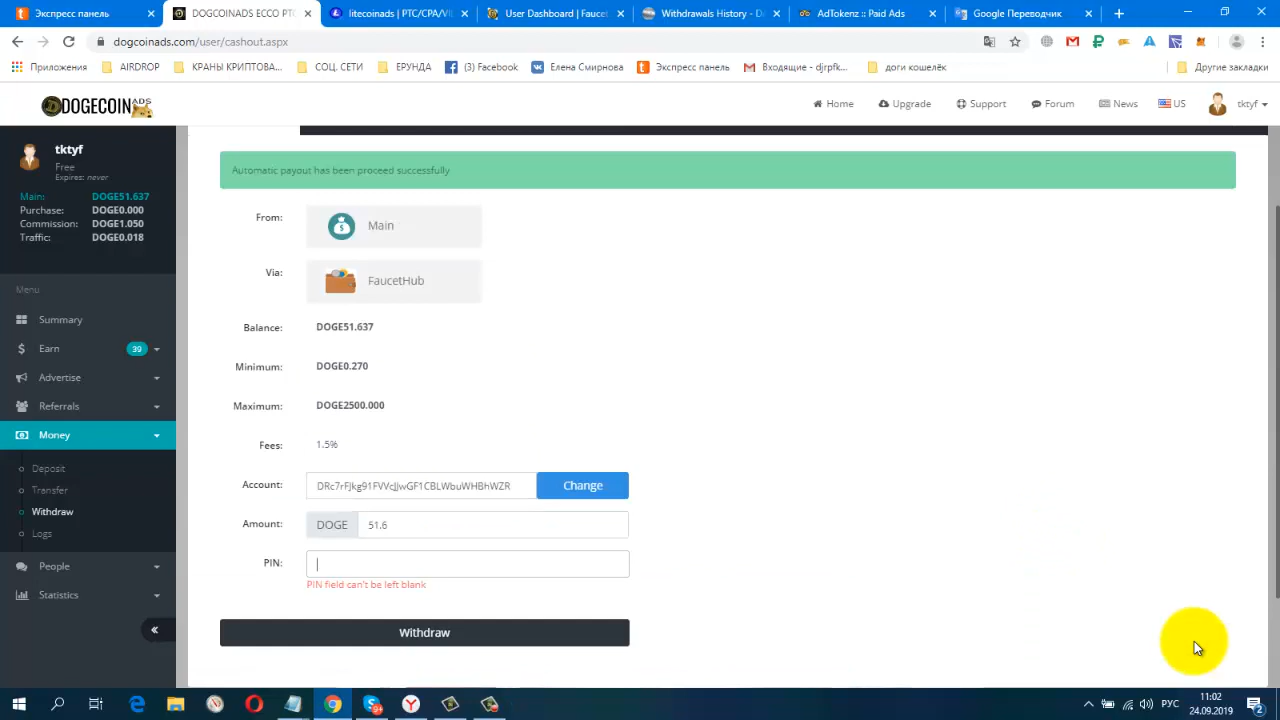 Экспресс панель
DOGCOINADS ECCO PTC
litecoinads | PTC/CPA/Vi
User Dashboard | Faucet
Withdrawals History - Da
AdTokenz :: Paid Ads
Google Переводчик
dogcoinads.com/user/cashout.aspx
Приложения
AIRDROP
КРАНЫ КРИПТОВА...
СОЦ. СЕТИ
ЕРУНДА
(3) Facebook
Елена Смирнова
Экспресс панель
Входящие - djrpfk...
доги кошелёк
Другие закладки
DOGECOIN ADS
Home
Upgrade
Support
Forum
News
US
tktyf
tktyf
Free
Expires: never
Main: DOGE51.637
Purchase: DOGE0.000
Commission: DOGE1.050
Traffic: DOGE0.018
Menu
Summary
Earn 39
Advertise
Referrals
Money
Deposit
Transfer
Withdraw
Logs
People
Statistics
Automatic payout has been proceed successfully
From: Main
Via: FaucetHub
Balance: DOGE51.637
Minimum: DOGE0.270
Maximum: DOGE2500.000
Fees: 1.5%
Account: DRc7rFJkg91FVVcJJwGF1CBLWbuWHBhWZR Change
Amount: DOGE 51.6
PIN:
PIN field can't be left blank
Withdraw
РУС
11:02
24.09.2019
2